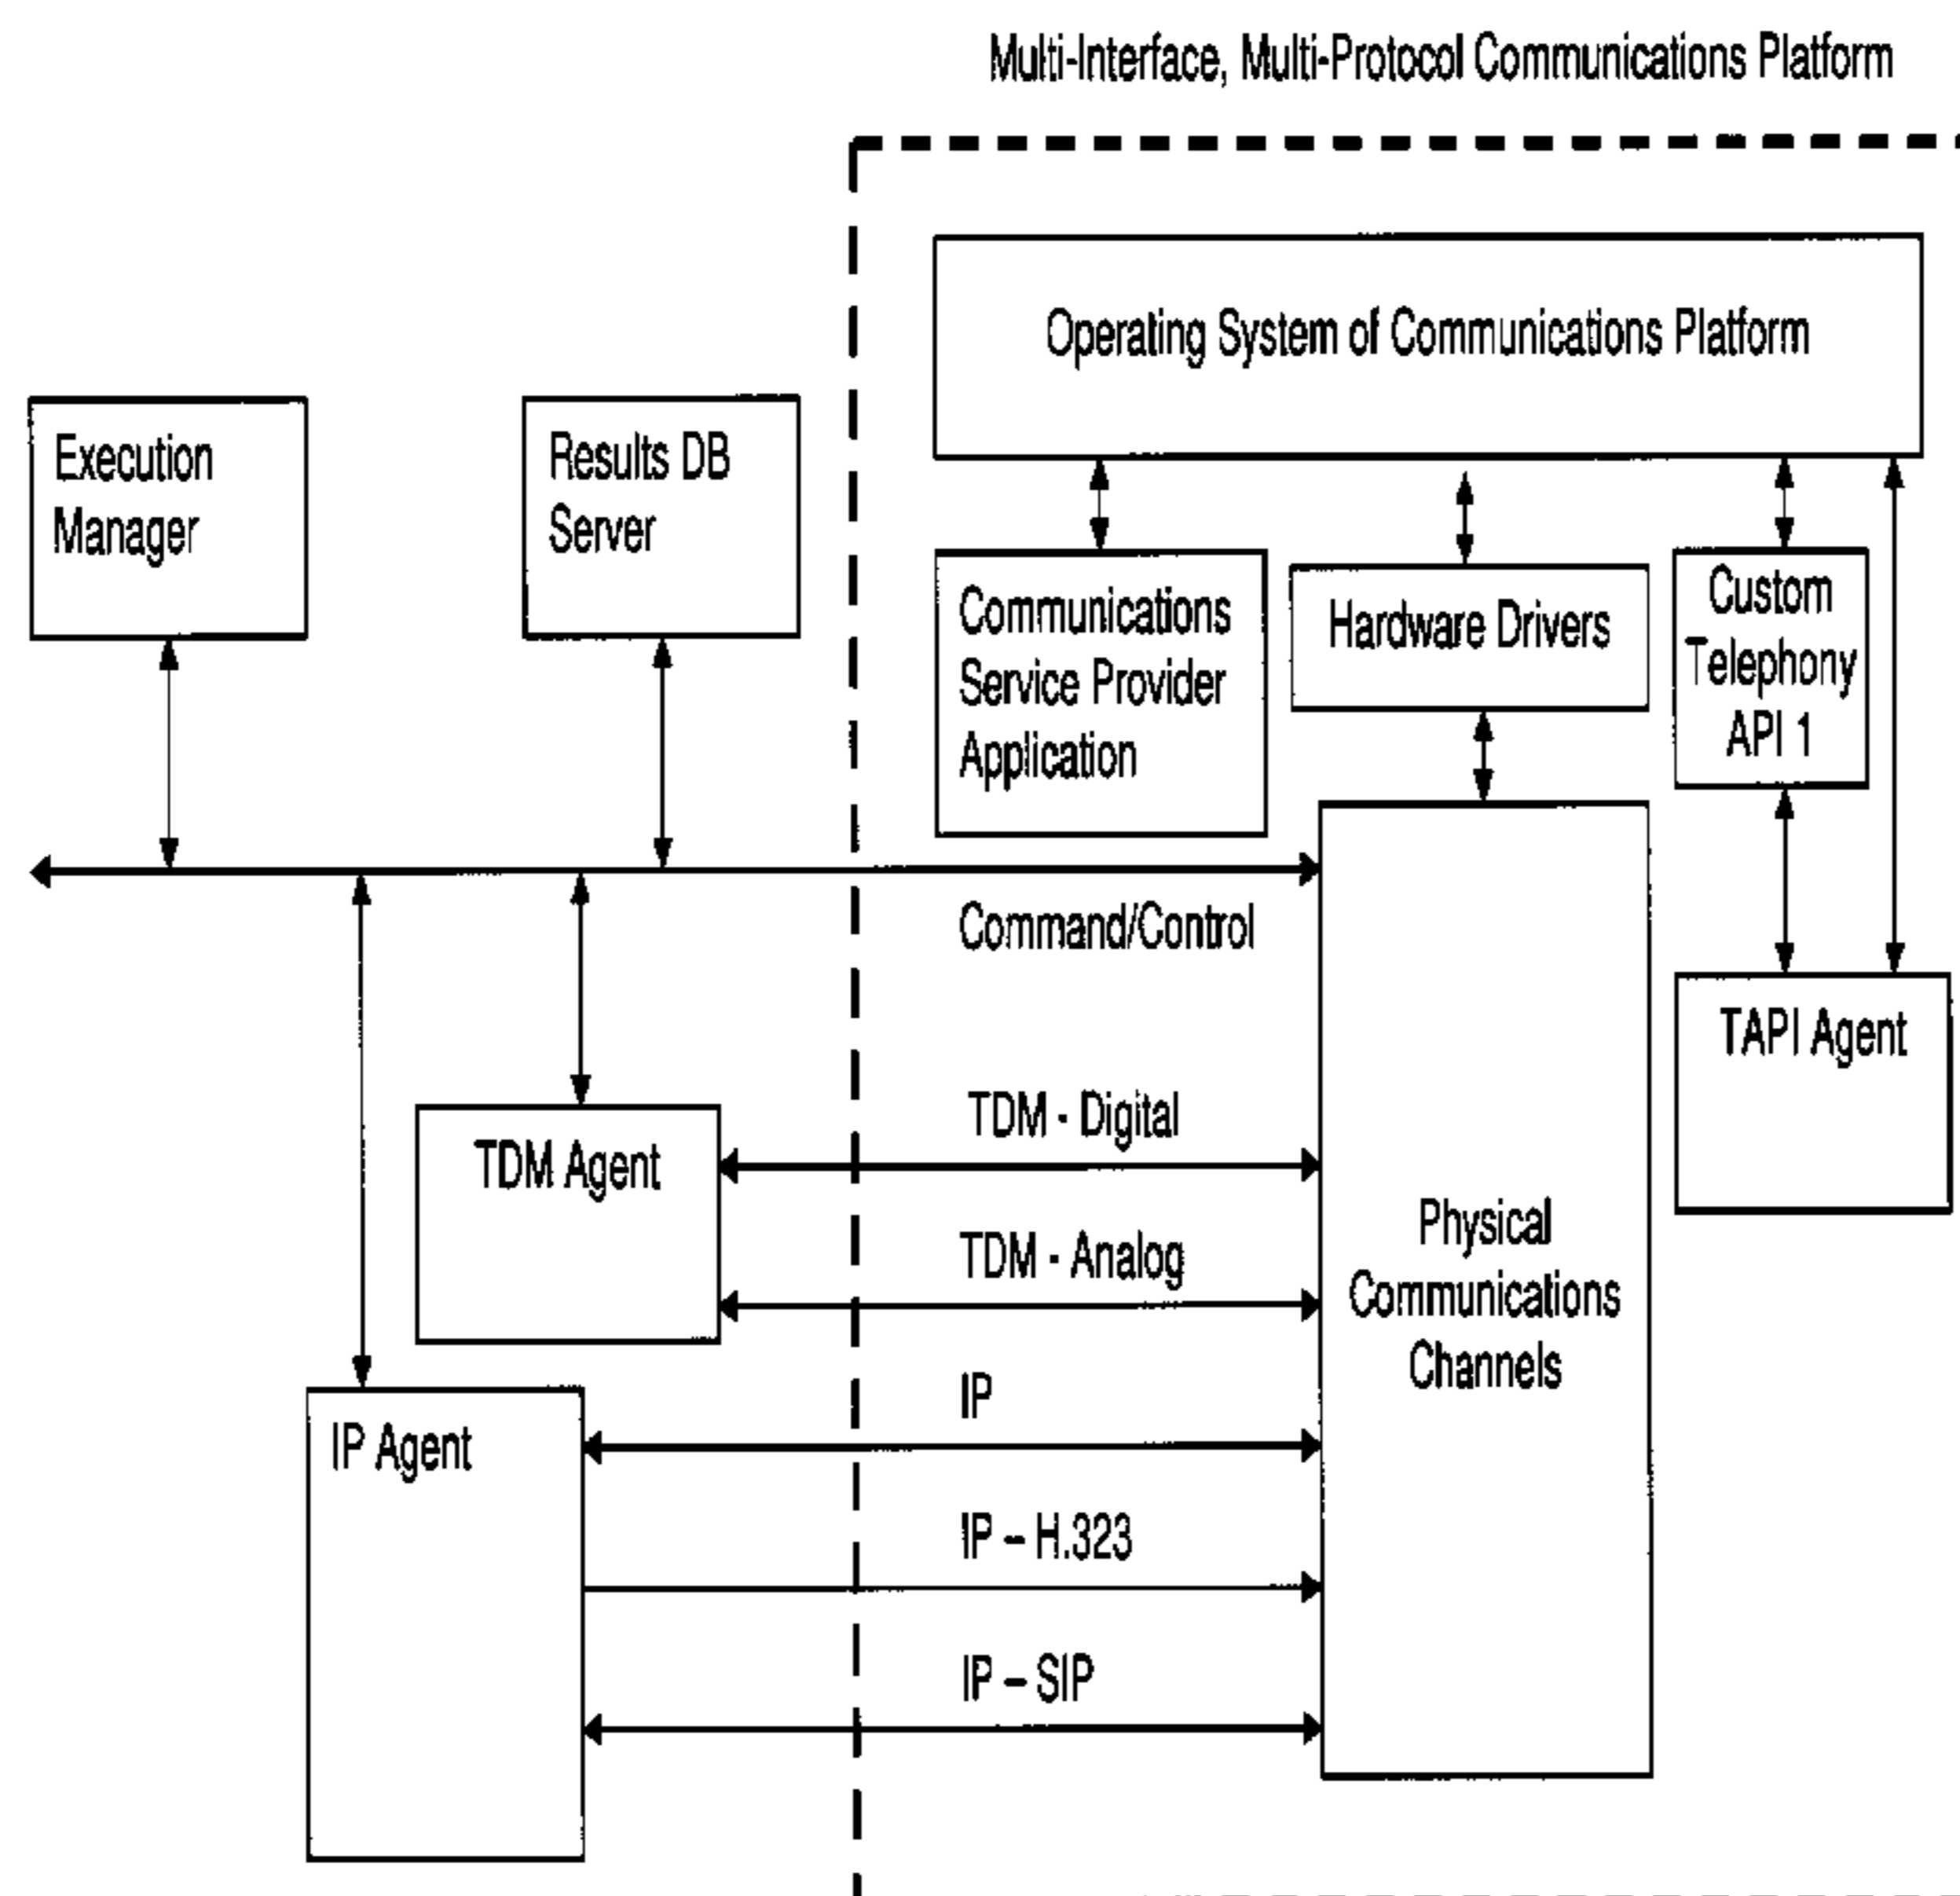 Multi-Interface, Multi-Protocol Communications Platform
Operating System of Communications Platform
Execution
Manager
Results DB
Server
Communications
Service Provider
Application
Hardware Drivers
Custom
Telephony
API 1
Command/Control
TAPI Agent
TDM Agent
TDM - Digital
TDM - Analog
Physical
Communications
Channels
IP Agent
IP
IP – H.323
IP – SIP